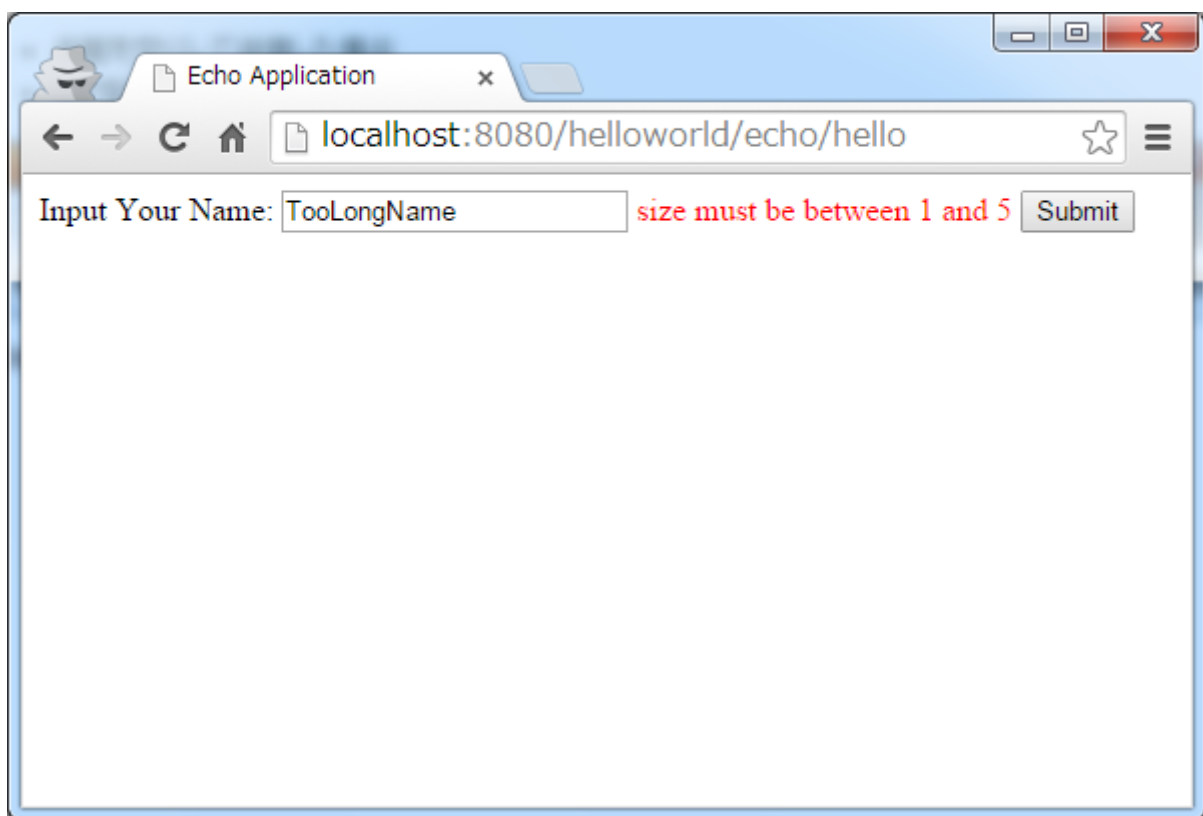 Echo Application
localhost:8080/helloworld/echo/hello
Input Your Name: TooLongName size must be between 1 and 5 Submit